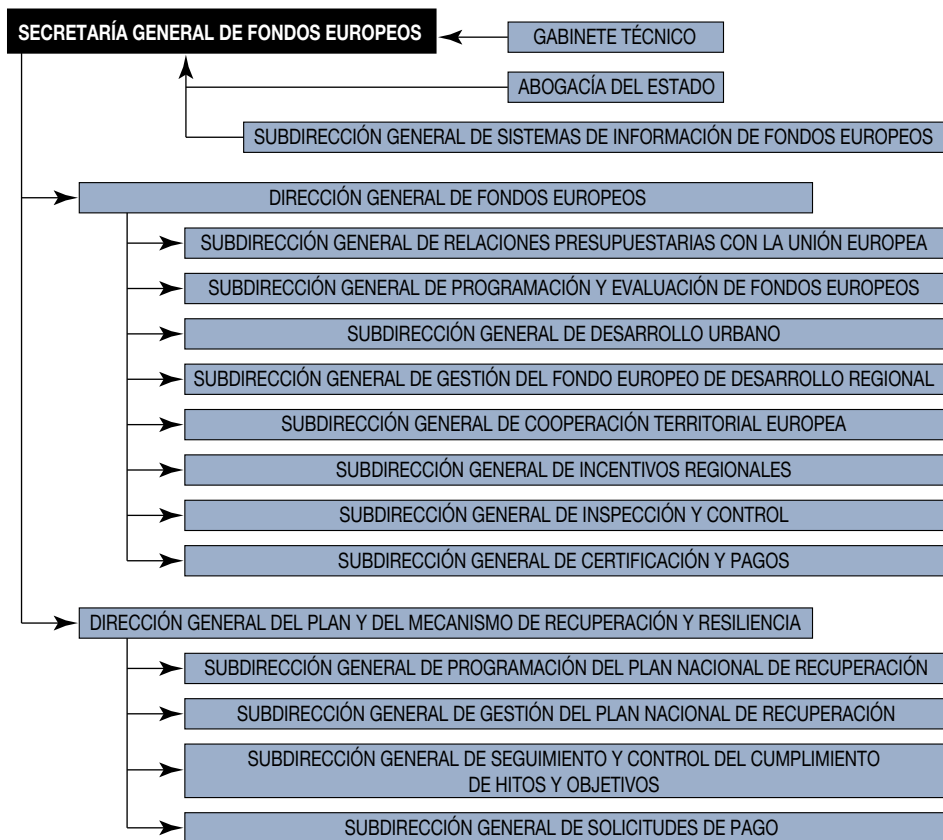 SECRETARÍA GENERAL DE FONDOS EUROPEOS
GABINETE TÉCNICO
ABOGACÍA DEL ESTADO
SUBDIRECCIÓN GENERAL DE SISTEMAS DE INFORMACIÓN DE FONDOS EUROPEOS
DIRECCIÓN GENERAL DE FONDOS EUROPEOS
SUBDIRECCIÓN GENERAL DE RELACIONES PRESUPUESTARIAS CON LA UNIÓN EUROPEA
SUBDIRECCIÓN GENERAL DE PROGRAMACIÓN Y EVALUACIÓN DE FONDOS EUROPEOS
SUBDIRECCIÓN GENERAL DE DESARROLLO URBANO
SUBDIRECCIÓN GENERAL DE GESTIÓN DEL FONDO EUROPEO DE DESARROLLO REGIONAL
SUBDIRECCIÓN GENERAL DE COOPERACIÓN TERRITORIAL EUROPEA
SUBDIRECCIÓN GENERAL DE INCENTIVOS REGIONALES
SUBDIRECCIÓN GENERAL DE INSPECCIÓN Y CONTROL
SUBDIRECCIÓN GENERAL DE CERTIFICACIÓN Y PAGOS
DIRECCIÓN GENERAL DEL PLAN Y DEL MECANISMO DE RECUPERACIÓN Y RESILIENCIA
SUBDIRECCIÓN GENERAL DE PROGRAMACIÓN DEL PLAN NACIONAL DE RECUPERACIÓN
SUBDIRECCIÓN GENERAL DE GESTIÓN DEL PLAN NACIONAL DE RECUPERACIÓN
SUBDIRECCIÓN GENERAL DE SEGUIMIENTO Y CONTROL DEL CUMPLIMIENTO
DE HITOS Y OBJETIVOS
SUBDIRECCIÓN GENERAL DE SOLICITUDES DE PAGO